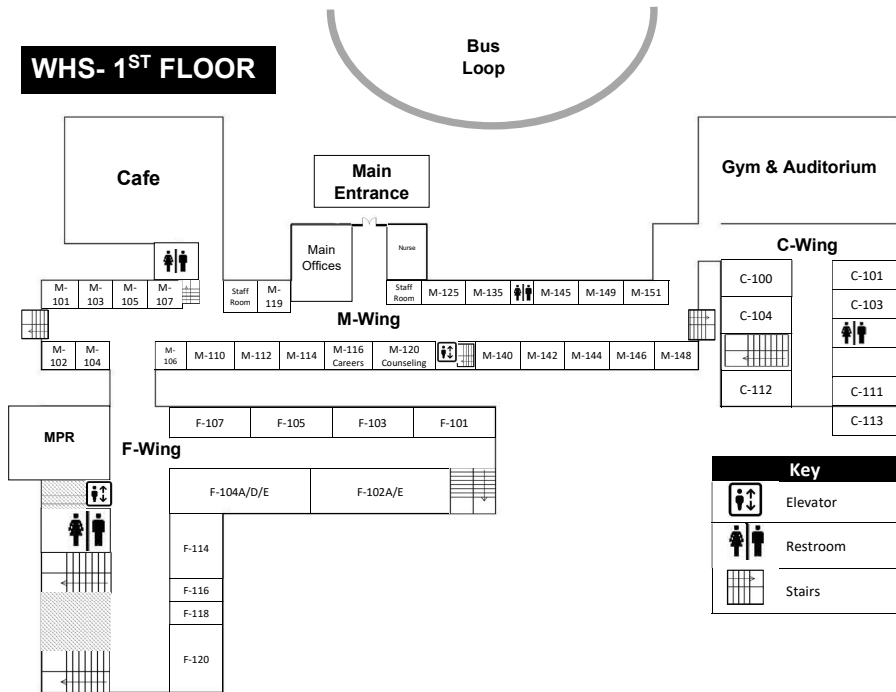 WHS- 1ST FLOOR
Bus
Loop
Cafe
Main
Entrance
Gym & Auditorium
Main
Offices
Nurse
C-Wing
M-
101
M-
103
M-
105
M-
107
Staff
Room
M-
119
Staff
Room
M-125
M-135
M-145
M-149
M-151
C-100
C-101
C-103
C-104
M-Wing
M-
102
M-
104
M-
106
M-110
M-112
M-114
M-116
Careers
M-120
Counseling
M-140
M-142
M-144
M-146
M-148
C-112
C-111
C-113
MPR
F-107
F-105
F-103
F-101
F-Wing
F-104A/D/E
F-102A/E
F-114
F-116
F-118
F-120
Key
Elevator
Restroom
Stairs